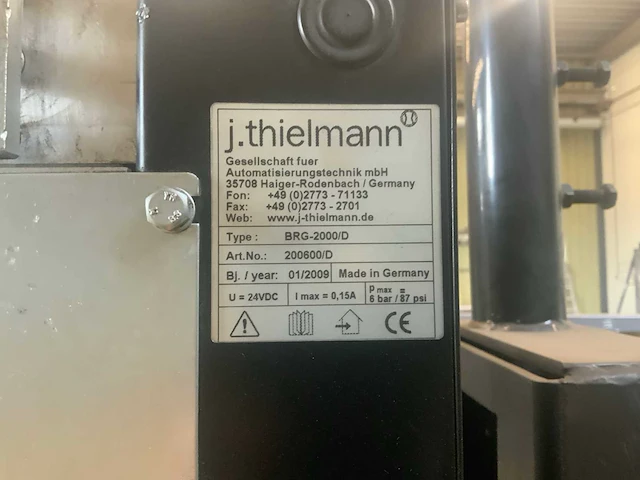 j.thielmann
Gesellschaft fuer
Automatisierungstechnik mbH
35708 Haiger-Rodenbach / Germany
Fon: +49 (0)2773 - 71133
Fax: +49 (0)2773 - 2701
Web: www.j-thielmann.de
Type : BRG-2000/D
Art.No.: 200600/D
Bj. / year: 01/2009 Made in Germany
U = 24VDC I max = 0,15A P max =
6 bar / 87 psi
CE